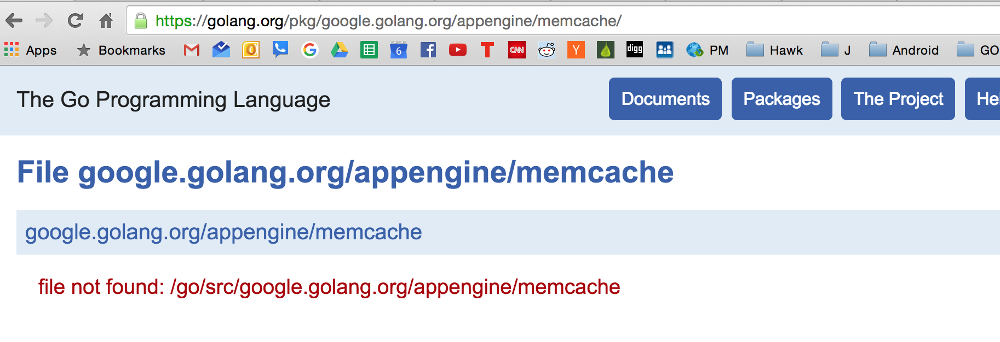 https://golang.org/pkg/google.golang.org/appengine/memcache/
Apps Bookmarks 6 T CNN Y digg PM Hawk J Android GO
The Go Programming Language Documents Packages The Project He
File google.golang.org/appengine/memcache
google.golang.org/appengine/memcache
file not found: /go/src/google.golang.org/appengine/memcache